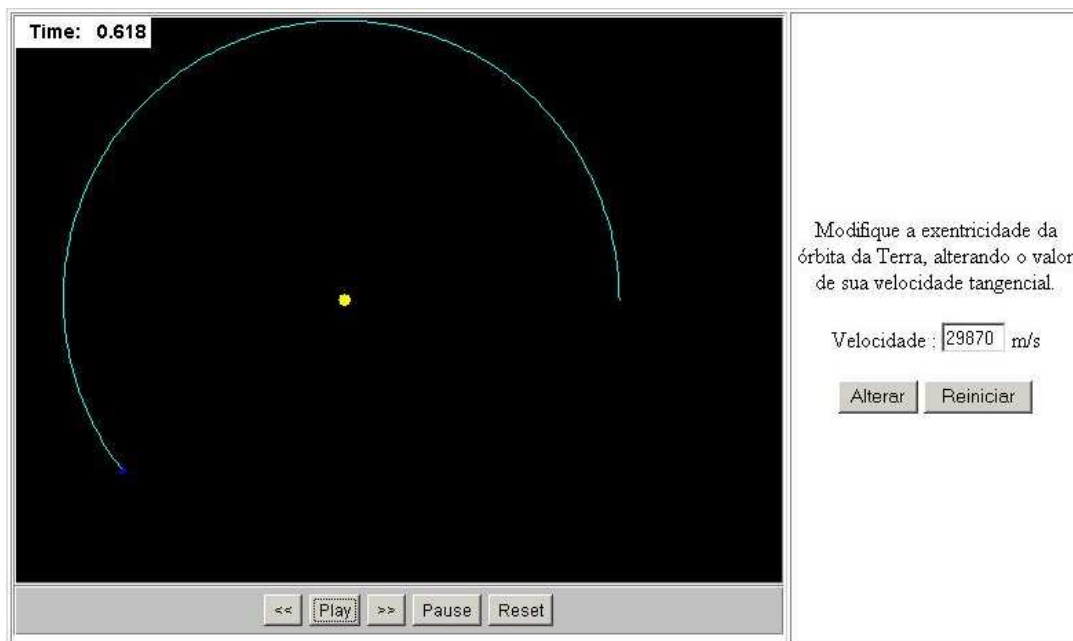 Time: 0.618
Modifique a exentricidade da
órbita da Terra, alterando o valor
de sua velocidade tangencial.
Velocidade : 29870 m/s
Alterar Reiniciar
<< Play >> Pause Reset